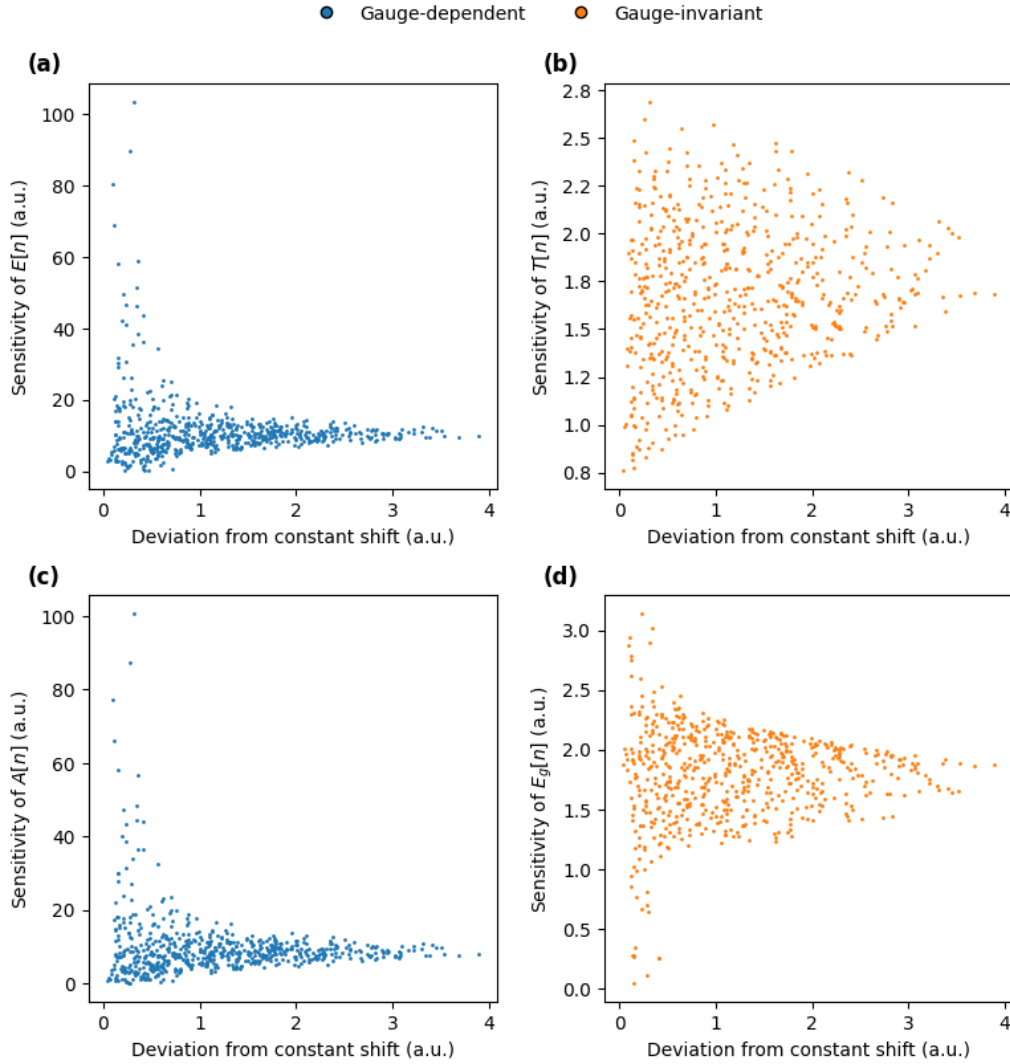 Gauge-dependent Gauge-invariant
(a)
100
80
60
40
20
0
Sensitivity of E[n] (a.u.)
0 1 2 3 4
Deviation from constant shift (a.u.)
(b)
2.8
2.5
2.2
2.0
1.8
1.5
1.2
1.0
0.8
Sensitivity of T[n] (a.u.)
0 1 2 3 4
Deviation from constant shift (a.u.)
(c)
100
80
60
40
20
0
Sensitivity of A[n] (a.u.)
0 1 2 3 4
Deviation from constant shift (a.u.)
(d)
3.0
2.5
2.0
1.5
1.0
0.5
0.0
Sensitivity of E_g[n] (a.u.)
0 1 2 3 4
Deviation from constant shift (a.u.)